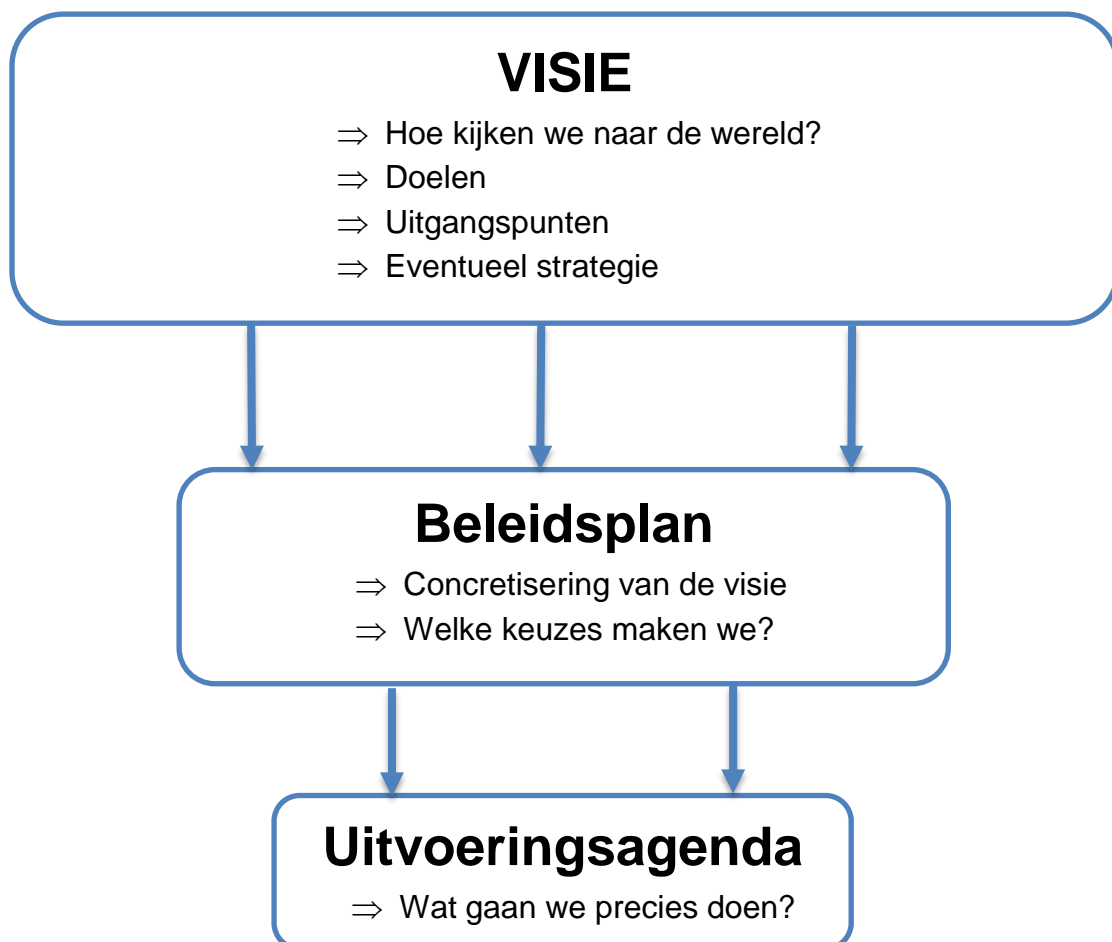 VISIE
⇒ Hoe kijken we naar de wereld?
⇒ Doelen
⇒ Uitgangspunten
⇒ Eventueel strategie
Beleidsplan
⇒ Concretisering van de visie
⇒ Welke keuzes maken we?
Uitvoeringsagenda
⇒ Wat gaan we precies doen?